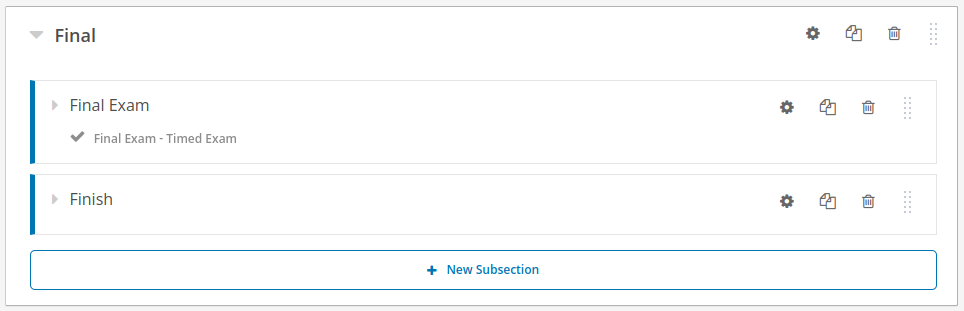 Final
Final Exam
Final Exam - Timed Exam
Finish
New Subsection